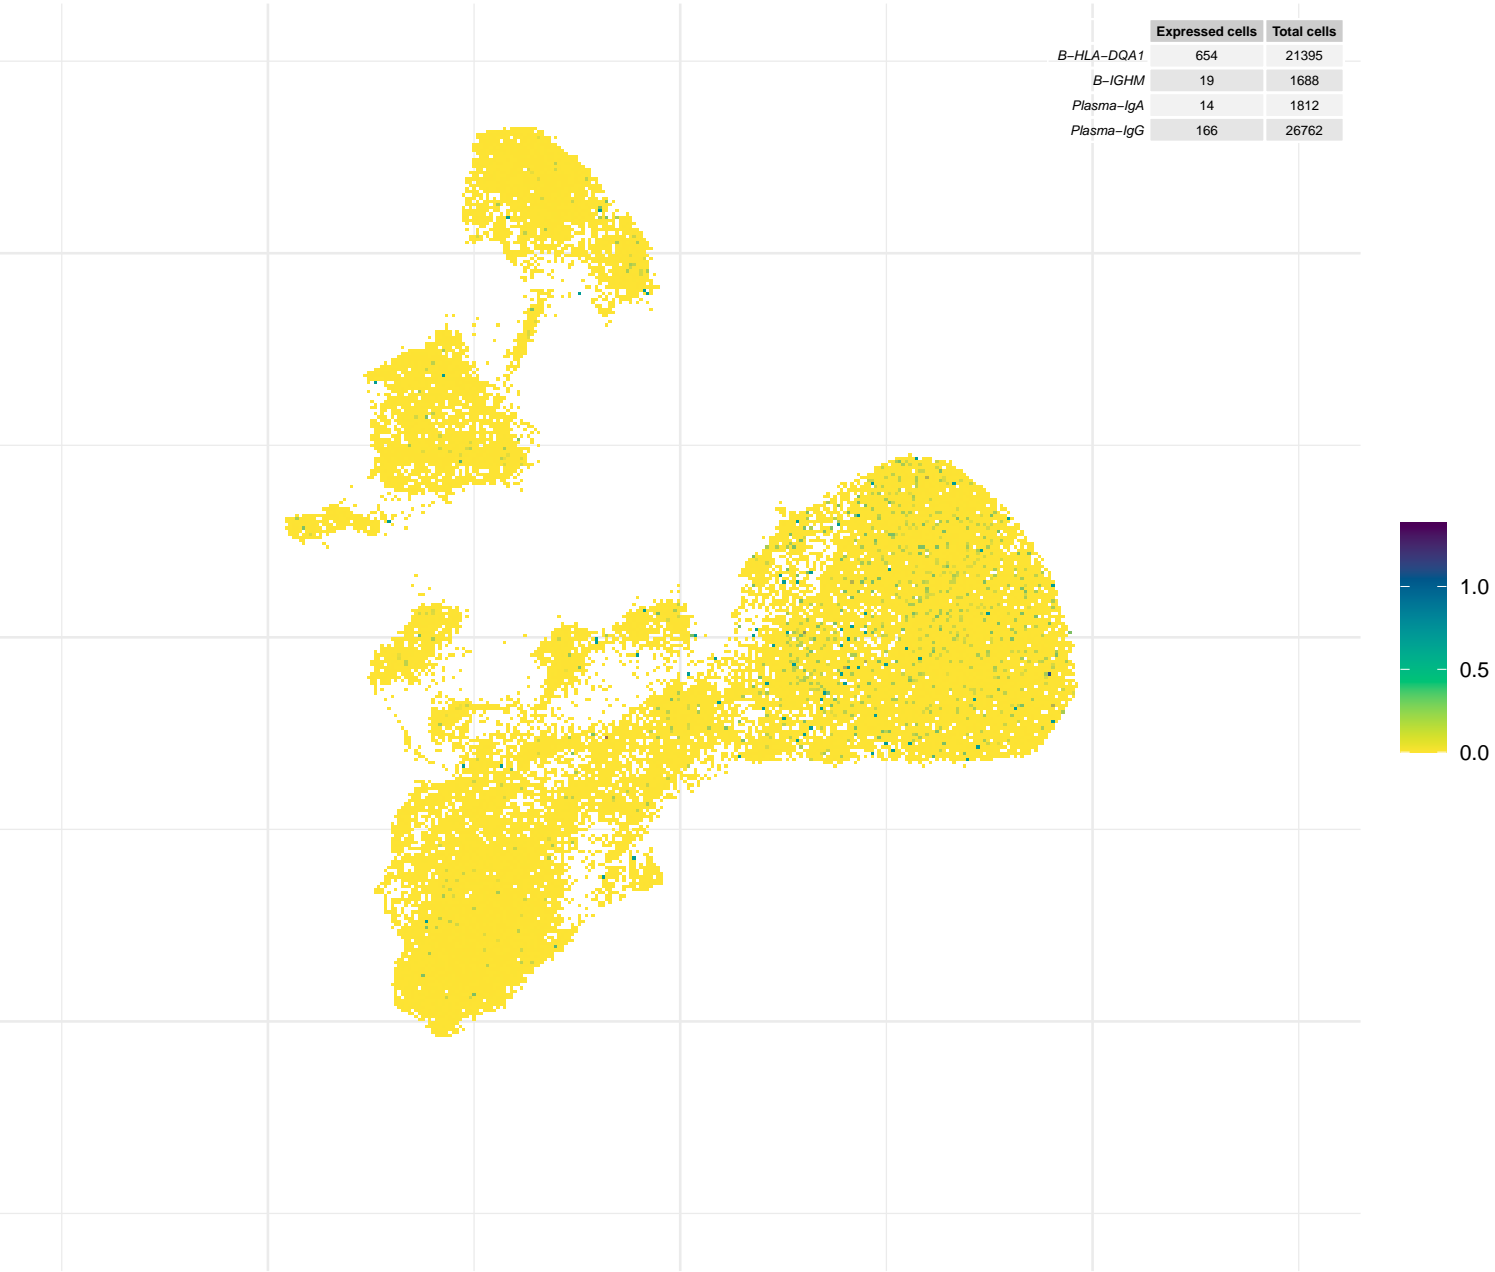 Expressed cells Total cells
B−HLA−DQA1 654 21395
B−IGHM 19 1688
Plasma−IgA 14 1812
Plasma−IgG 166 26762
1.0
0.5
0.0